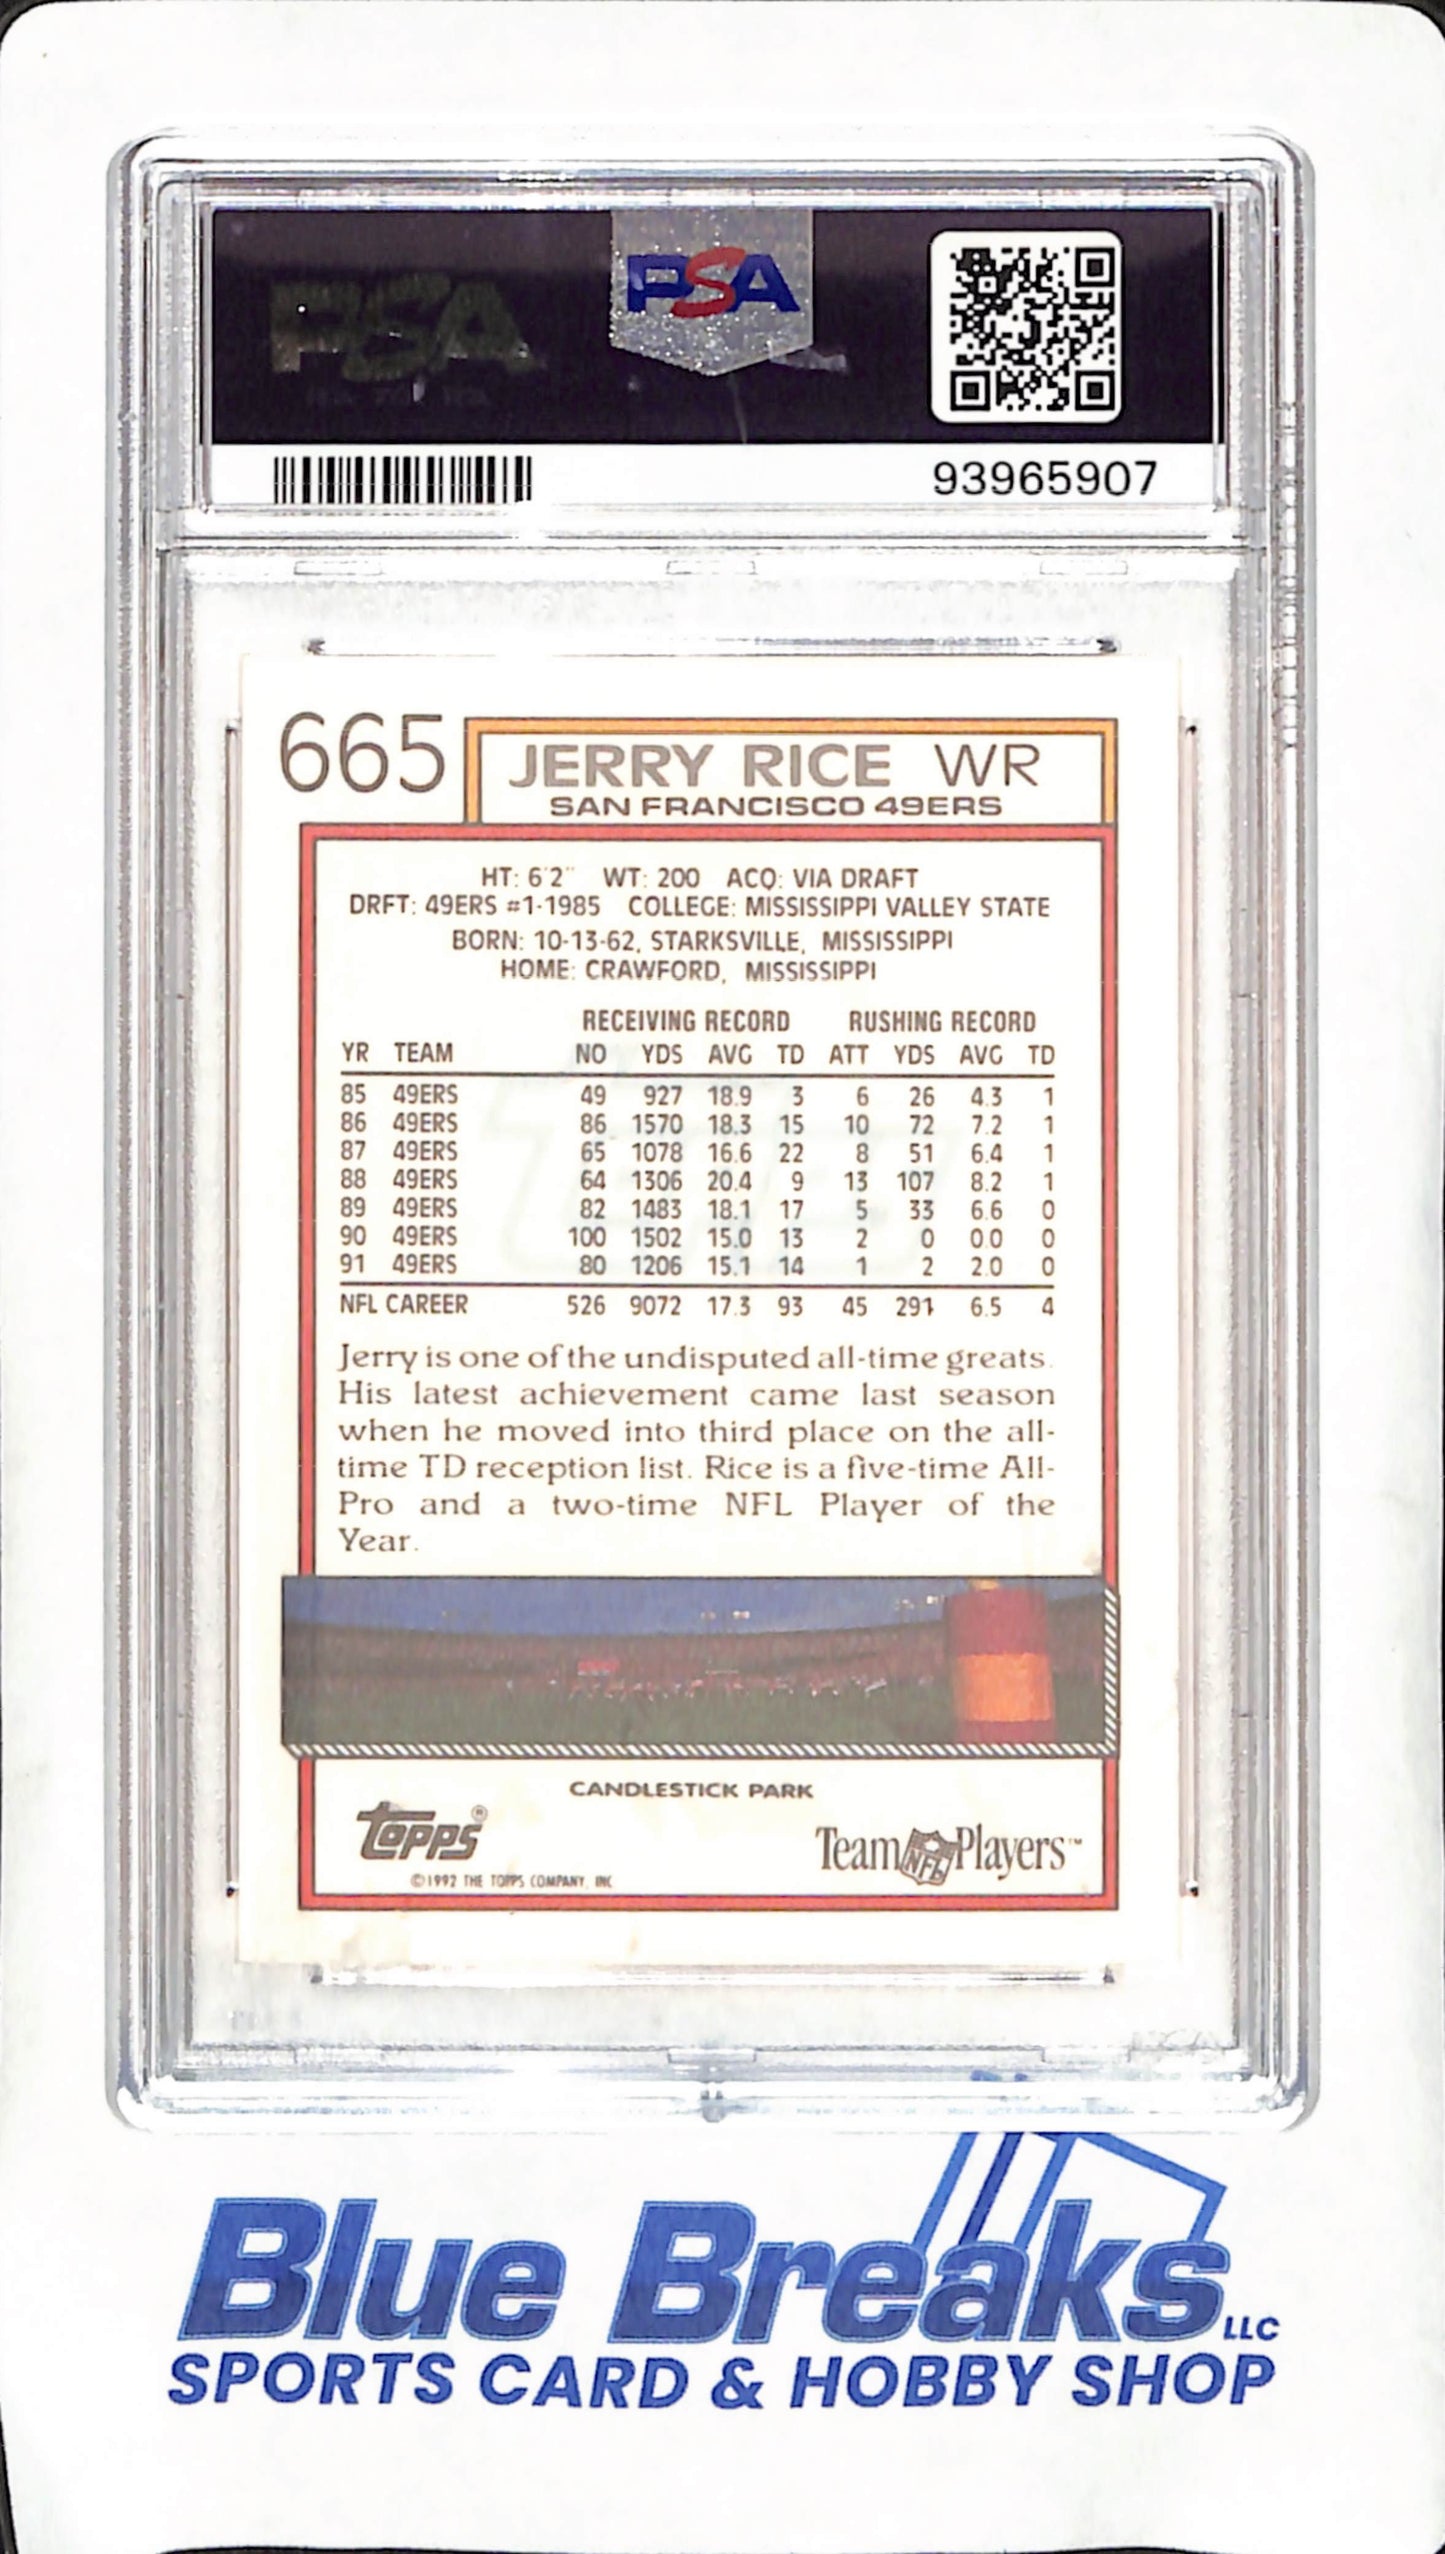 PSA
PSA
93965907
665
JERRY RICE WR
SAN FRANCISCO 49ERS
HT: 6'2" WT: 200 ACQ: VIA DRAFT
DRFT: 49ERS #1-1985 COLLEGE: MISSISSIPPI VALLEY STATE
BORN: 10-13-62, STARKSVILLE, MISSISSIPPI
HOME: CRAWFORD, MISSISSIPPI
RECEIVING RECORD RUSHING RECORD
YR TEAM NO YDS AVG TD ATT YDS AVG TD
85 49ERS 49 927 18.9 3 6 26 4.3 1
86 49ERS 86 1570 18.3 15 10 72 7.2 1
87 49ERS 65 1078 16.6 22 8 51 6.4 1
88 49ERS 64 1306 20.4 9 13 107 8.2 1
89 49ERS 82 1483 18.1 17 5 33 6.6 0
90 49ERS 100 1502 15.0 13 2 0 0.0 0
91 49ERS 80 1206 15.1 14 1 2 2.0 0
NFL CAREER 526 9072 17.3 93 45 291 6.5 4
Jerry is one of the undisputed all-time greats.
His latest achievement came last season
when he moved into third place on the all-
time TD reception list. Rice is a five-time All-
Pro and a two-time NFL Player of the
Year.
CANDLESTICK PARK
TOPPS®
Team NFL Players™
©1992 THE TOPPS COMPANY, INC
Blue Breaks LLC
SPORTS CARD & HOBBY SHOP